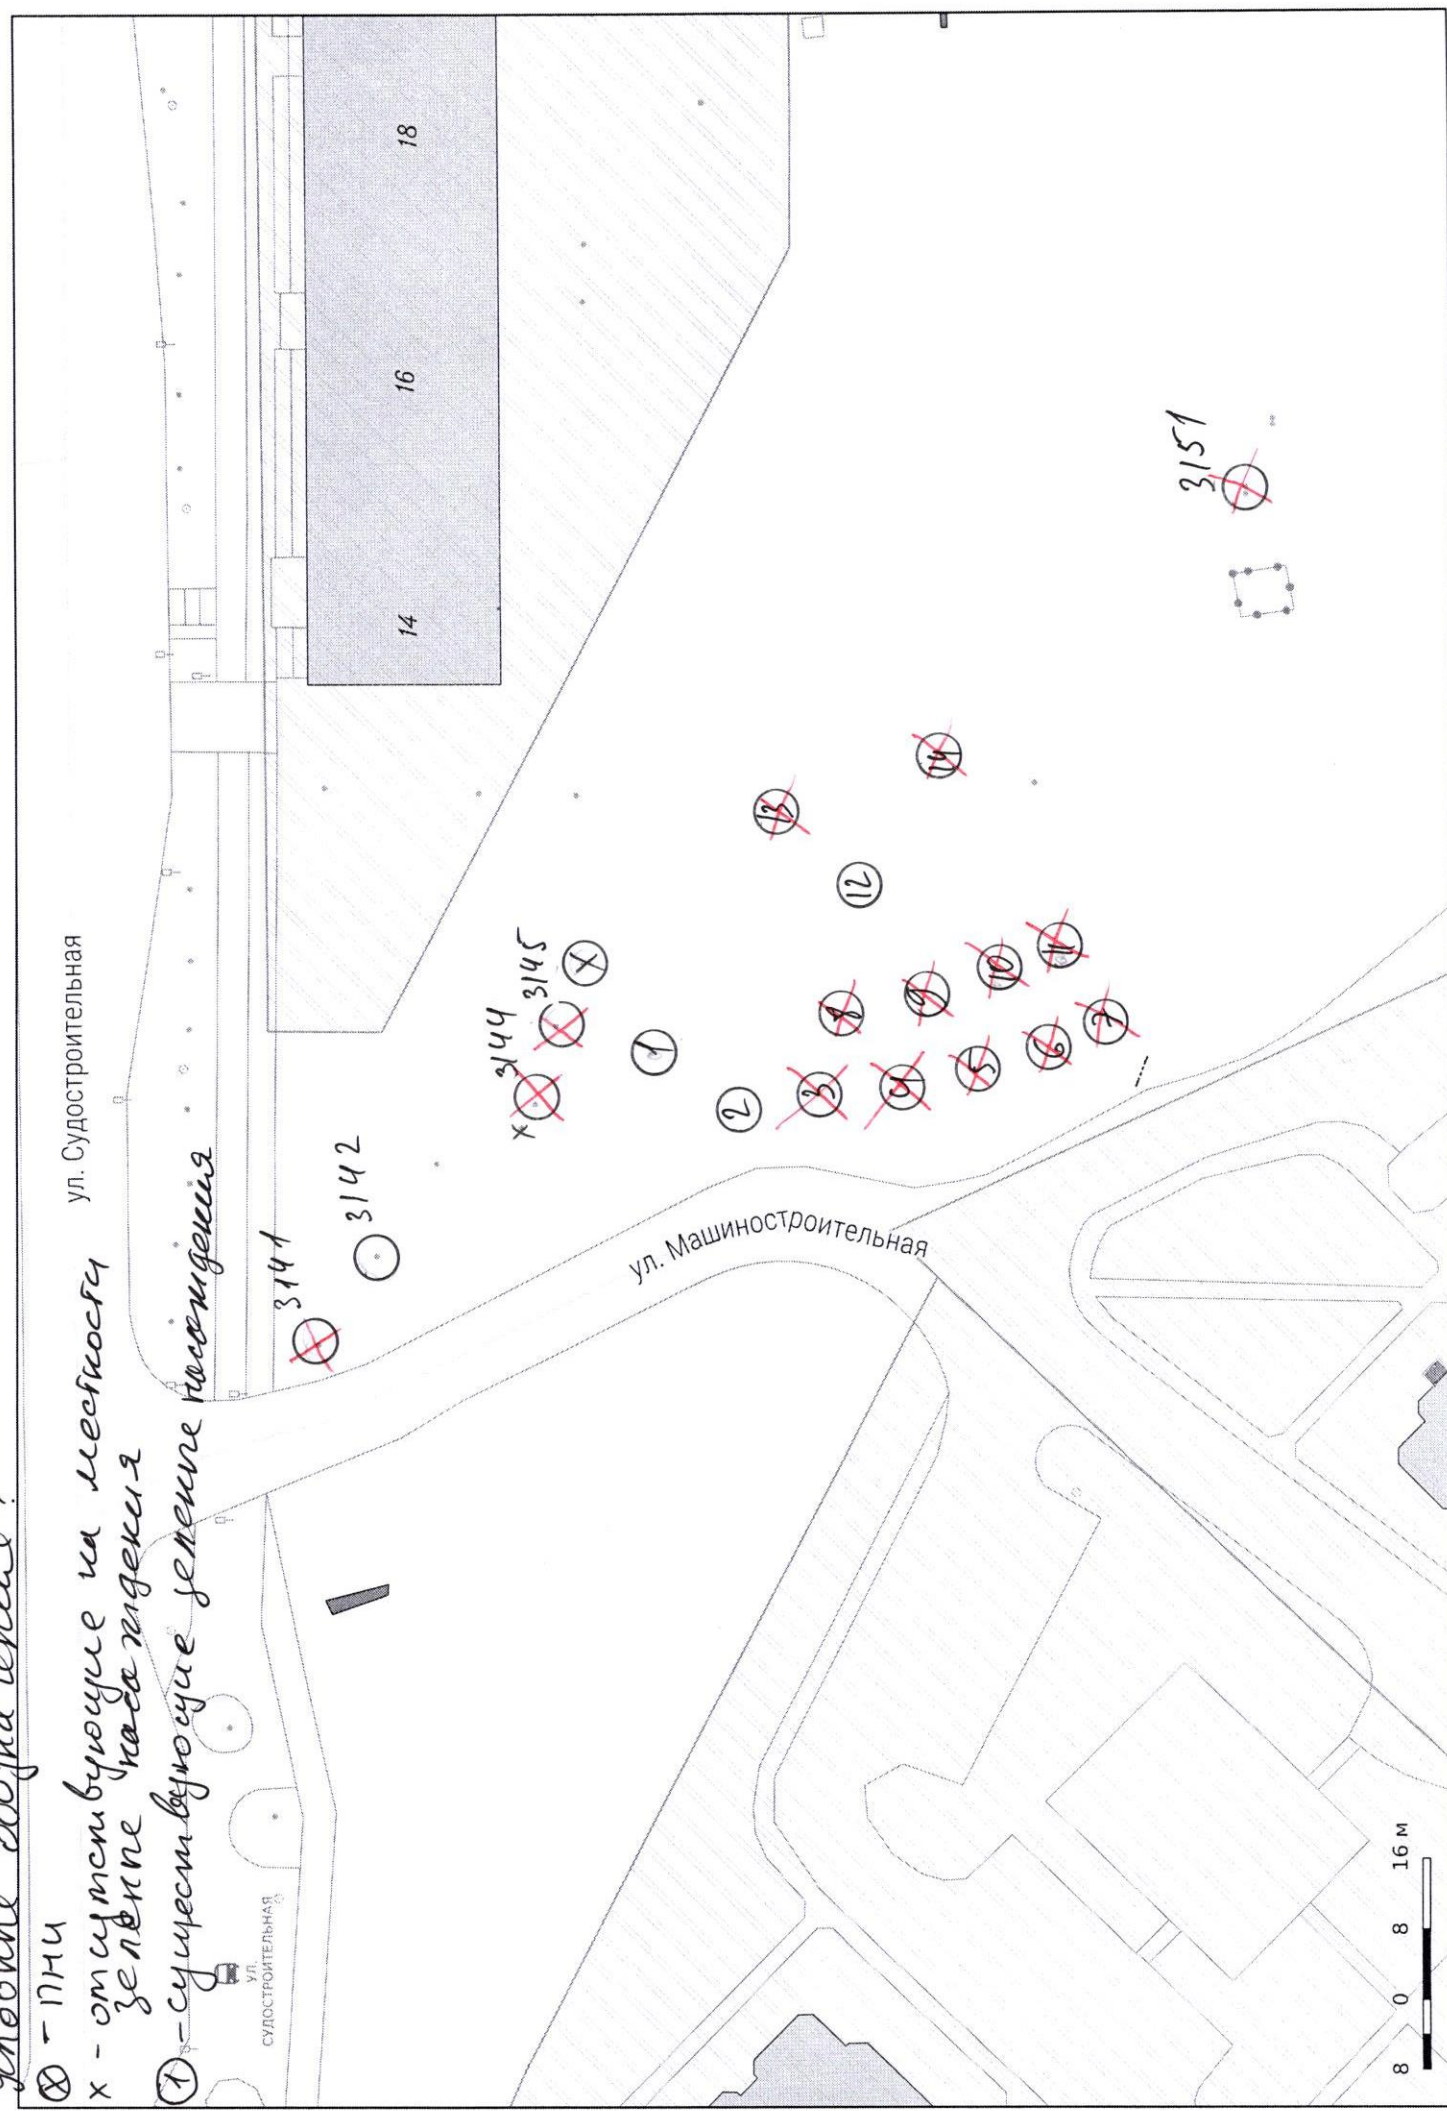 условные обозначения:
Ⓧ - ПНИ
х - отсутствующие на местности
зеленые насаждения
① - существующие зеленые насаждения
ул. Судостроительная
УЛ.
СУДОСТРОИТЕЛЬНАЯ
ул. Машиностроительная
14
16
18
3141
3142
3144
х
3145
X
1
2
3
4
5
6
7
8
9
10
11
12
13
14
3151
8 0 8 16 м